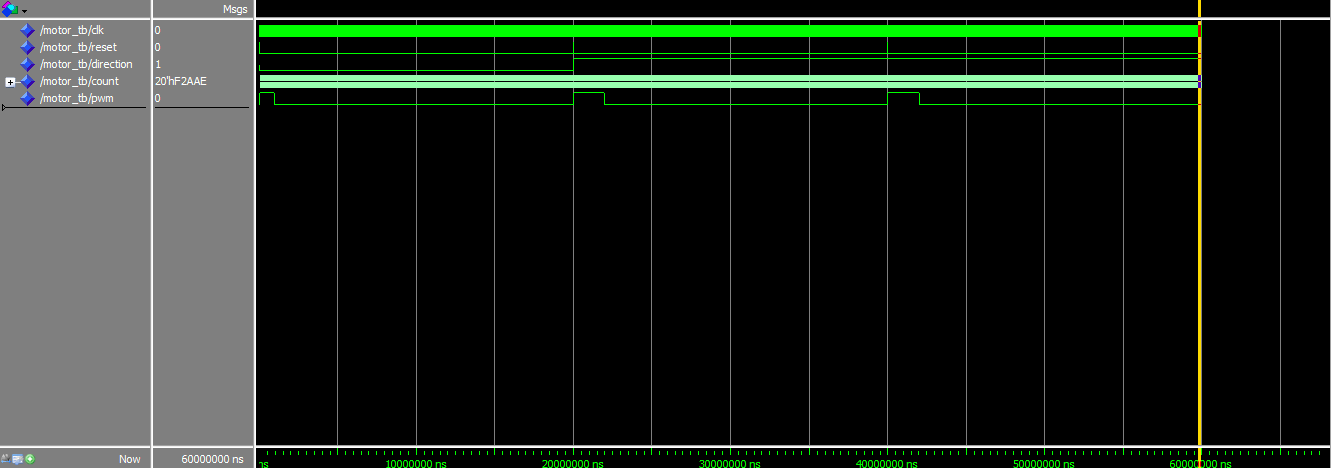 Msgs
/motor_tb/clk 0
/motor_tb/reset 0
/motor_tb/direction 1
/motor_tb/count 20'hF2AAE
/motor_tb/pwm 0
Now 60000000 ns
ns 10000000 ns 20000000 ns 30000000 ns 40000000 ns 50000000 ns 60000000 ns